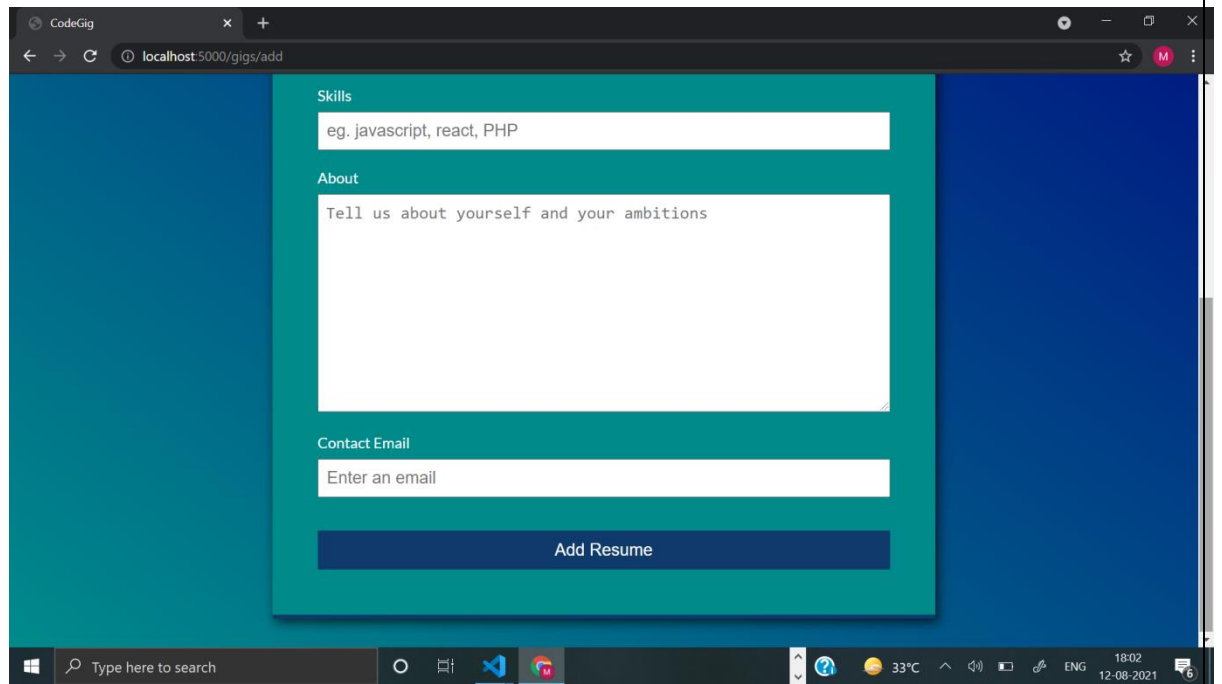 CodeGig
localhost:5000/gigs/add
M
Skills
eg. javascript, react, PHP
About
Tell us about yourself and your ambitions
Contact Email
Enter an email
Add Resume
Type here to search
33°C
ENG
18:02
12-08-2021
6